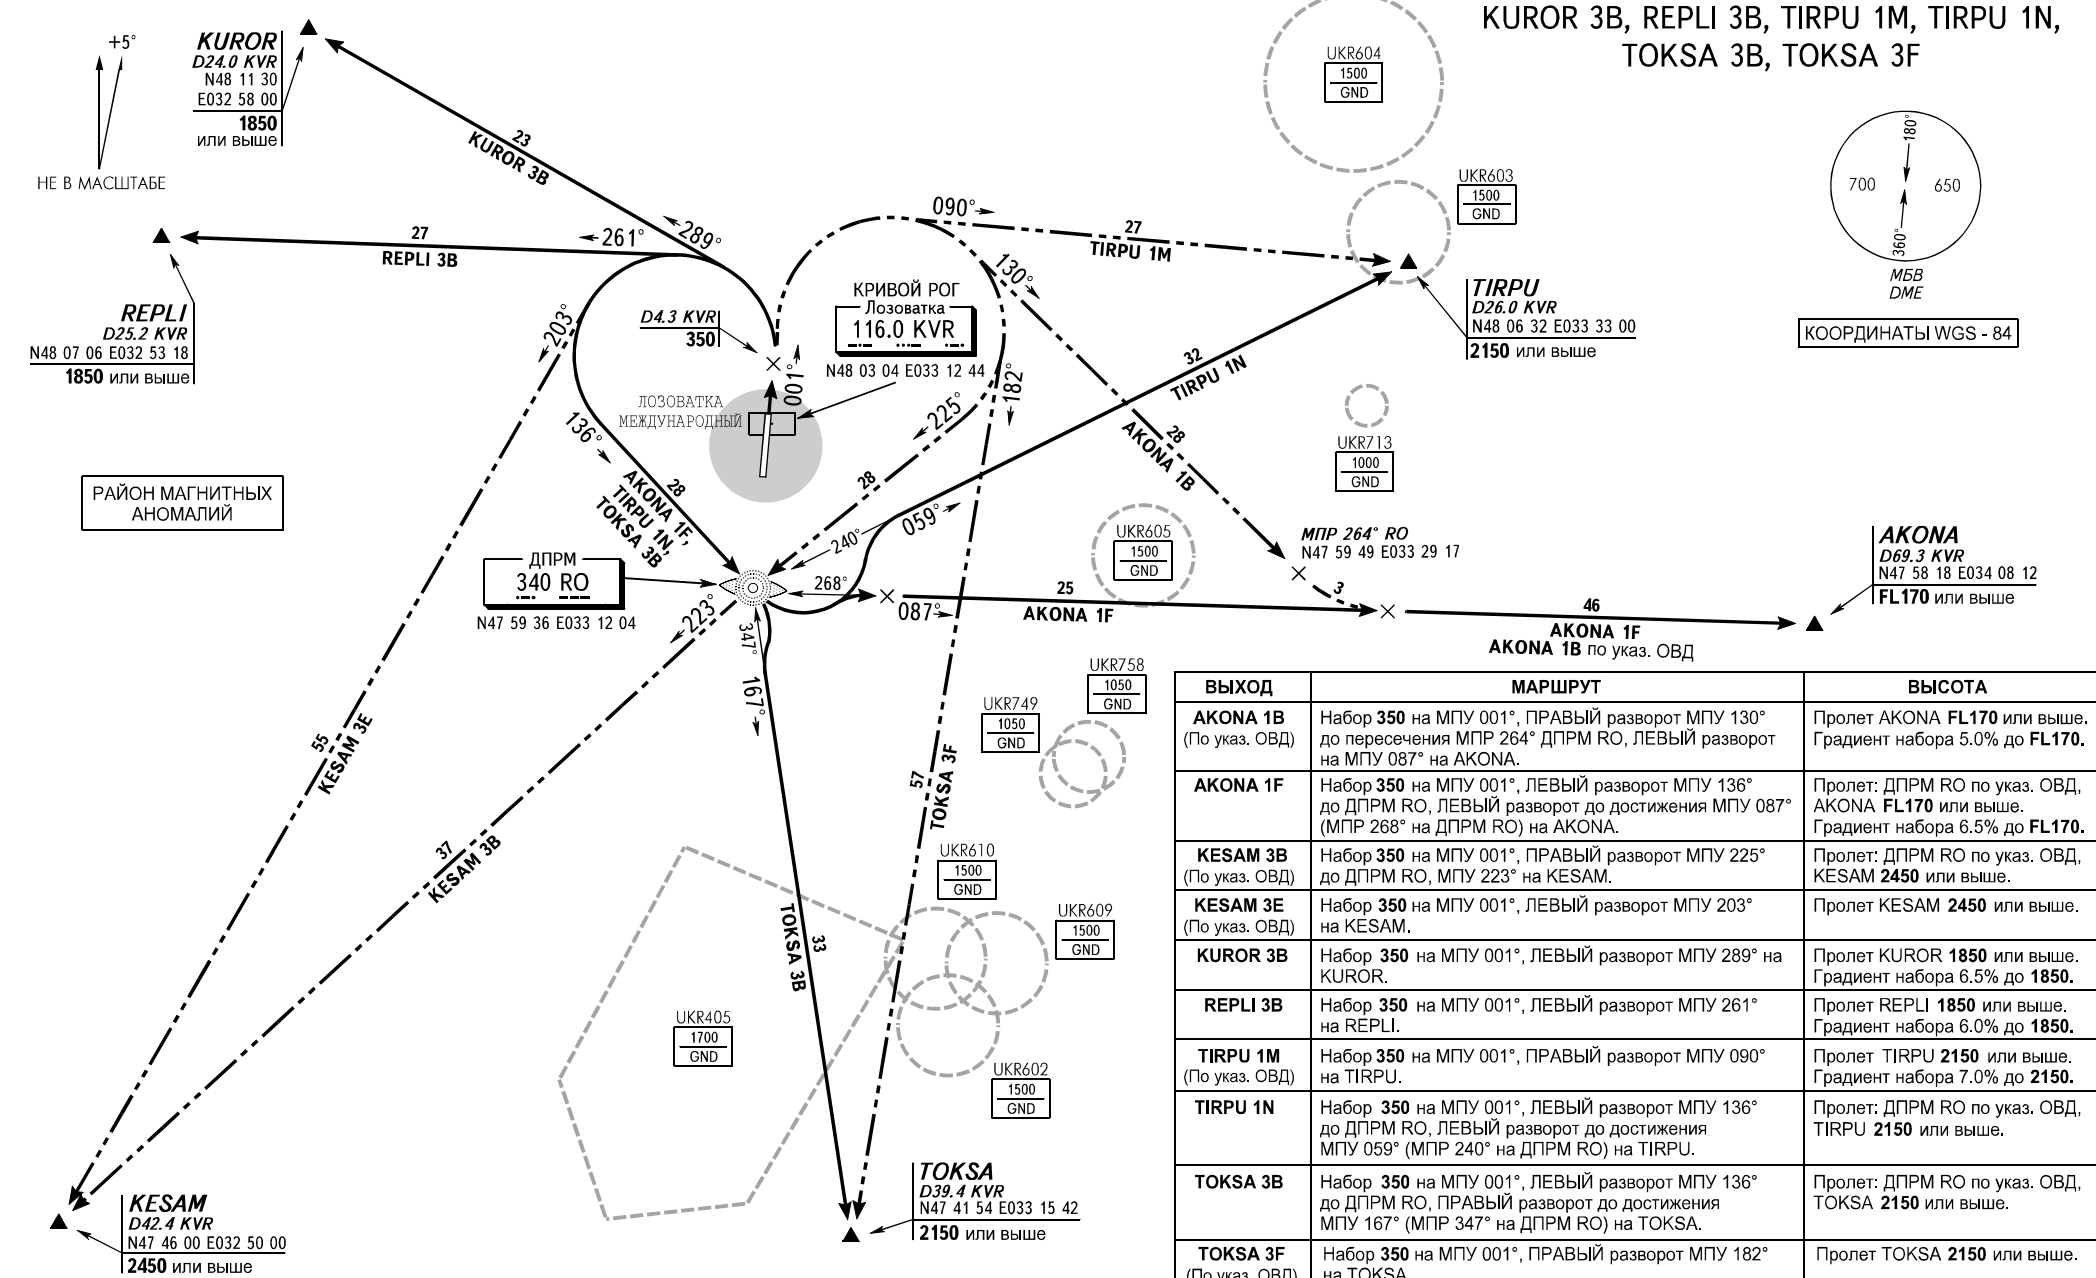 KUROR 3B, REPLI 3B, TIRPU 1M, TIRPU 1N,
TOKSA 3B, TOKSA 3F
+5°
НЕ В МАСШТАБЕ
KUROR
D24.0 KVR
N48 11 30
E032 58 00
1850
или выше
23
KUROR 3B
289°
27
REPLI 3B
261°
REPLI
D25.2 KVR
N48 07 06 E032 53 18
1850 или выше
203°
D4.3 KVR
350
001°
КРИВОЙ РОГ
Лозоватка
116.0 KVR
N48 03 04 E033 12 44
ЛОЗОВАТКА
МЕЖДУНАРОДНЫЙ
090°
27
TIRPU 1M
130°
182°
225°
32
TIRPU 1N
28
AKONA 1B
UKR604
1500
GND
UKR603
1500
GND
TIRPU
D26.0 KVR
N48 06 32 E033 33 00
2150 или выше
180°
700
650
360°
МБВ
DME
КООРДИНАТЫ WGS - 84
UKR713
1000
GND
РАЙОН МАГНИТНЫХ
АНОМАЛИЙ
136°
28
AKONA 1F,
TIRPU 1N,
TOKSA 3B
28
240°
059°
ДПРМ
340 RO
N47 59 36 E033 12 04
268°
087°
25
AKONA 1F
UKR605
1500
GND
МПР 264° RO
N47 59 49 E033 29 17
3
46
AKONA 1F
AKONA 1B по указ. ОВД
AKONA
D69.3 KVR
N47 58 18 E034 08 12
FL170 или выше
223°
347°
167°
55
KESAM 3E
37
KESAM 3B
57
TOKSA 3F
33
TOKSA 3B
UKR758
1050
GND
UKR749
1050
GND
UKR610
1500
GND
UKR609
1500
GND
UKR405
1700
GND
UKR602
1500
GND
KESAM
D42.4 KVR
N47 46 00 E032 50 00
2450 или выше
TOKSA
D39.4 KVR
N47 41 54 E033 15 42
2150 или выше
ВЫХОД МАРШРУТ ВЫСОТА
AKONA 1B Набор 350 на МПУ 001°, ПРАВЫЙ разворот МПУ 130° Пролет AKONA FL170 или выше.
(По указ. ОВД) до пересечения МПР 264° ДПРМ RO, ЛЕВЫЙ разворот Градиент набора 5.0% до FL170.
на МПУ 087° на AKONA.
AKONA 1F Набор 350 на МПУ 001°, ЛЕВЫЙ разворот МПУ 136° Пролет: ДПРМ RO по указ. ОВД,
до ДПРМ RO, ЛЕВЫЙ разворот до достижения МПУ 087° AKONA FL170 или выше.
(МПР 268° на ДПРМ RO) на AKONA. Градиент набора 6.5% до FL170.
KESAM 3B Набор 350 на МПУ 001°, ПРАВЫЙ разворот МПУ 225° Пролет: ДПРМ RO по указ. ОВД,
(По указ. ОВД) до ДПРМ RO, МПУ 223° на KESAM. KESAM 2450 или выше.
KESAM 3E Набор 350 на МПУ 001°, ЛЕВЫЙ разворот МПУ 203° Пролет KESAM 2450 или выше.
(По указ. ОВД) на KESAM.
KUROR 3B Набор 350 на МПУ 001°, ЛЕВЫЙ разворот МПУ 289° на Пролет KUROR 1850 или выше.
KUROR. Градиент набора 6.5% до 1850.
REPLI 3B Набор 350 на МПУ 001°, ЛЕВЫЙ разворот МПУ 261° Пролет REPLI 1850 или выше.
на REPLI. Градиент набора 6.0% до 1850.
TIRPU 1M Набор 350 на МПУ 001°, ПРАВЫЙ разворот МПУ 090° Пролет TIRPU 2150 или выше.
(По указ. ОВД) на TIRPU. Градиент набора 7.0% до 2150.
TIRPU 1N Набор 350 на МПУ 001°, ЛЕВЫЙ разворот МПУ 136° Пролет: ДПРМ RO по указ. ОВД,
до ДПРМ RO, ЛЕВЫЙ разворот до достижения TIRPU 2150 или выше.
МПУ 059° (МПР 240° на ДПРМ RO) на TIRPU.
TOKSA 3B Набор 350 на МПУ 001°, ЛЕВЫЙ разворот МПУ 136° Пролет: ДПРМ RO по указ. ОВД,
до ДПРМ RO, ПРАВЫЙ разворот до достижения TOKSA 2150 или выше.
МПУ 167° (МПР 347° на ДПРМ RO) на TOKSA.
TOKSA 3F Набор 350 на МПУ 001°, ПРАВЫЙ разворот МПУ 182° Пролет TOKSA 2150 или выше.
(По указ. ОВД) на TOKSA